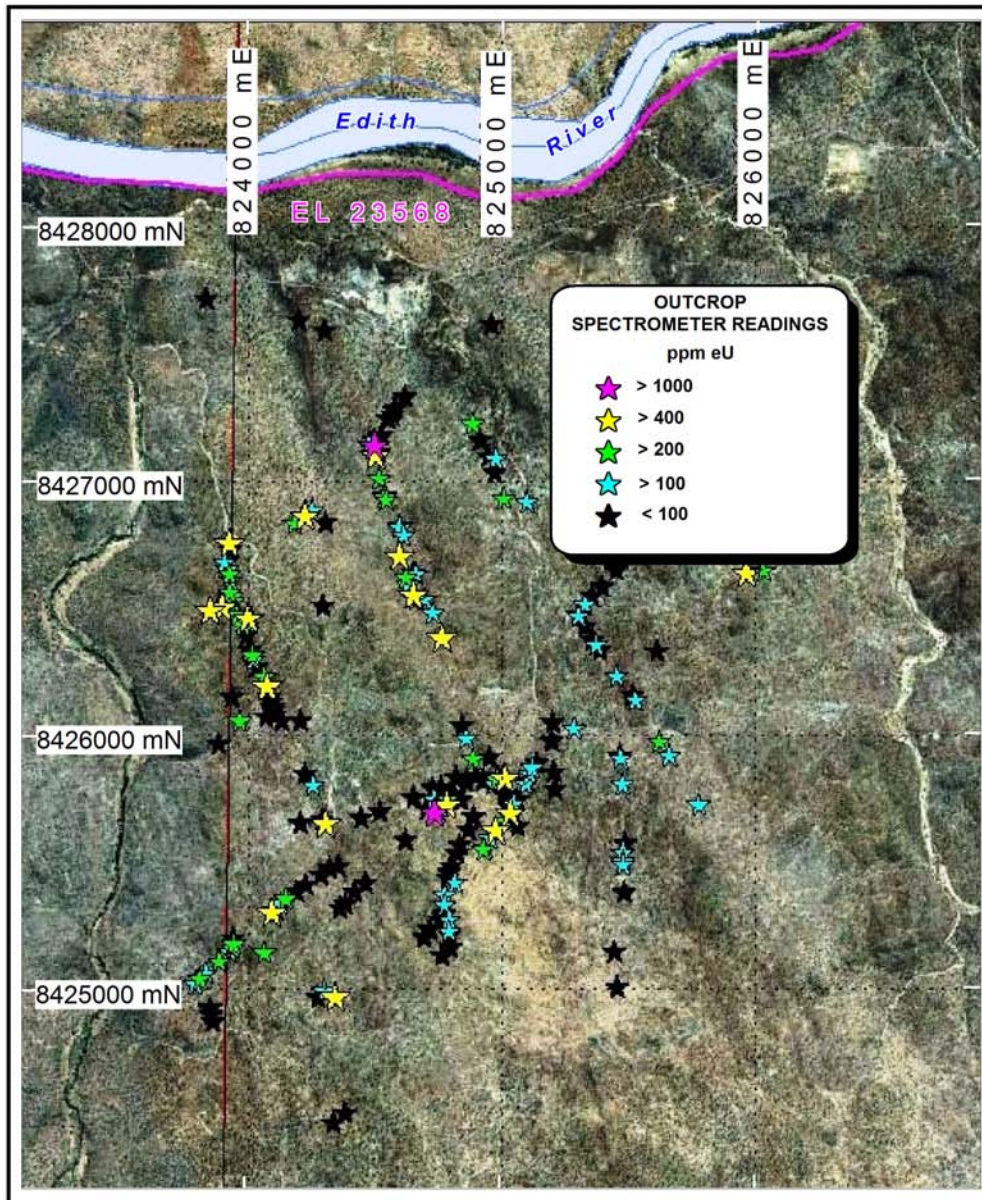 824000 mE
825000 mE
826000 mE
Edith River
EL 23568
8428000 mN
OUTCROP
SPECTROMETER READINGS
ppm eU
> 1000
> 400
> 200
> 100
< 100
8427000 mN
8426000 mN
8425000 mN